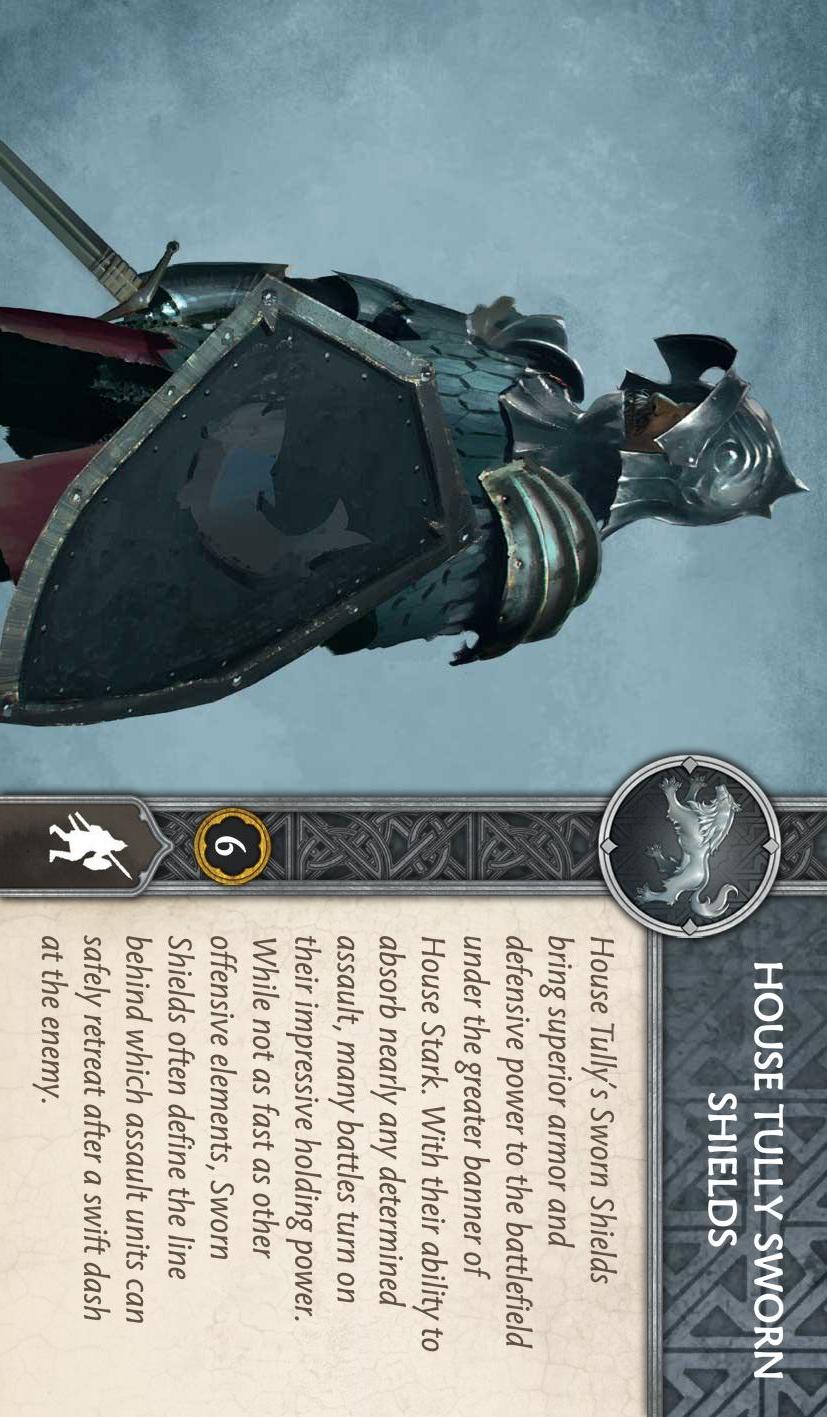 HOUSE TULLY SWORN
SHIELDS
6
House Tully's Sworn Shields
bring superior armor and
defensive power to the battlefield
under the greater banner of
House Stark. With their ability to
absorb nearly any determined
assault, many battles turn on
their impressive holding power.
While not as fast as other
offensive elements, Sworn
Shields often define the line
behind which assault units can
safely retreat after a swift dash
at the enemy.